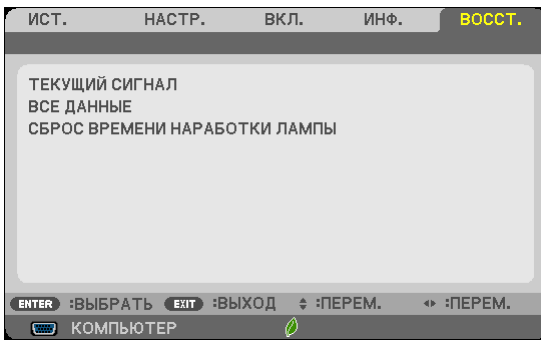 ИСТ. НАСТР. ВКЛ. ИНФ. ВОССТ.
ТЕКУЩИЙ СИГНАЛ
ВСЕ ДАННЫЕ
СБРОС ВРЕМЕНИ НАРАБОТКИ ЛАМПЫ
ENTER :ВЫБРАТЬ EXIT :ВЫХОД :ПЕРЕМ. :ПЕРЕМ.
КОМПЬЮТЕР